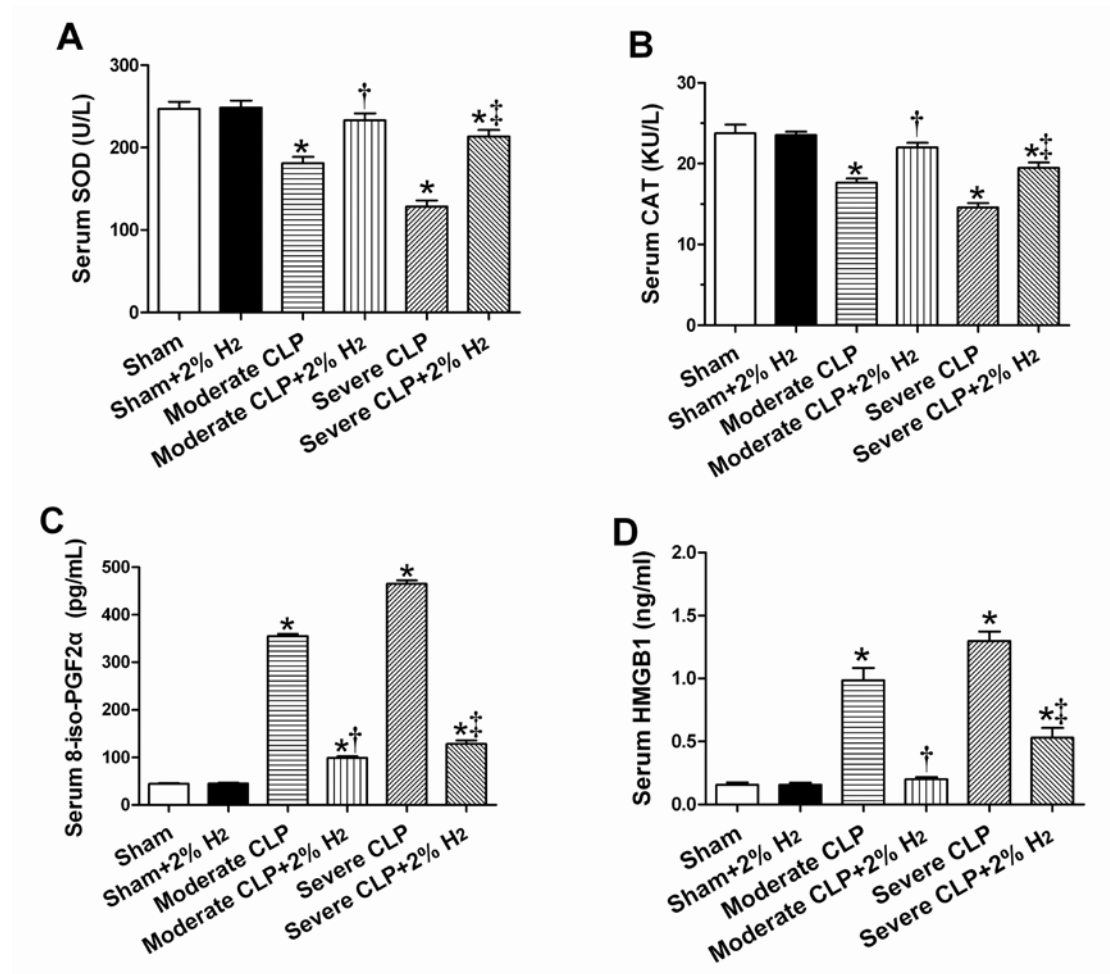 A
Serum SOD (U/L)
300
200
100
0
*
†
*
*‡
Sham
Sham+2% H2
Moderate CLP
Moderate CLP+2% H2
Severe CLP
Severe CLP+2% H2
B
Serum CAT (KU/L)
30
20
10
0
*
†
*
*‡
Sham
Sham+2% H2
Moderate CLP
Moderate CLP+2% H2
Severe CLP
Severe CLP+2% H2
C
Serum 8-iso-PGF2α (pg/mL)
500
400
300
200
100
0
*
*†
*
*‡
Sham
Sham+2% H2
Moderate CLP
Moderate CLP+2% H2
Severe CLP
Severe CLP+2% H2
D
Serum HMGB1 (ng/ml)
2.0
1.5
1.0
0.5
0.0
*
†
*
*‡
Sham
Sham+2% H2
Moderate CLP
Moderate CLP+2% H2
Severe CLP
Severe CLP+2% H2